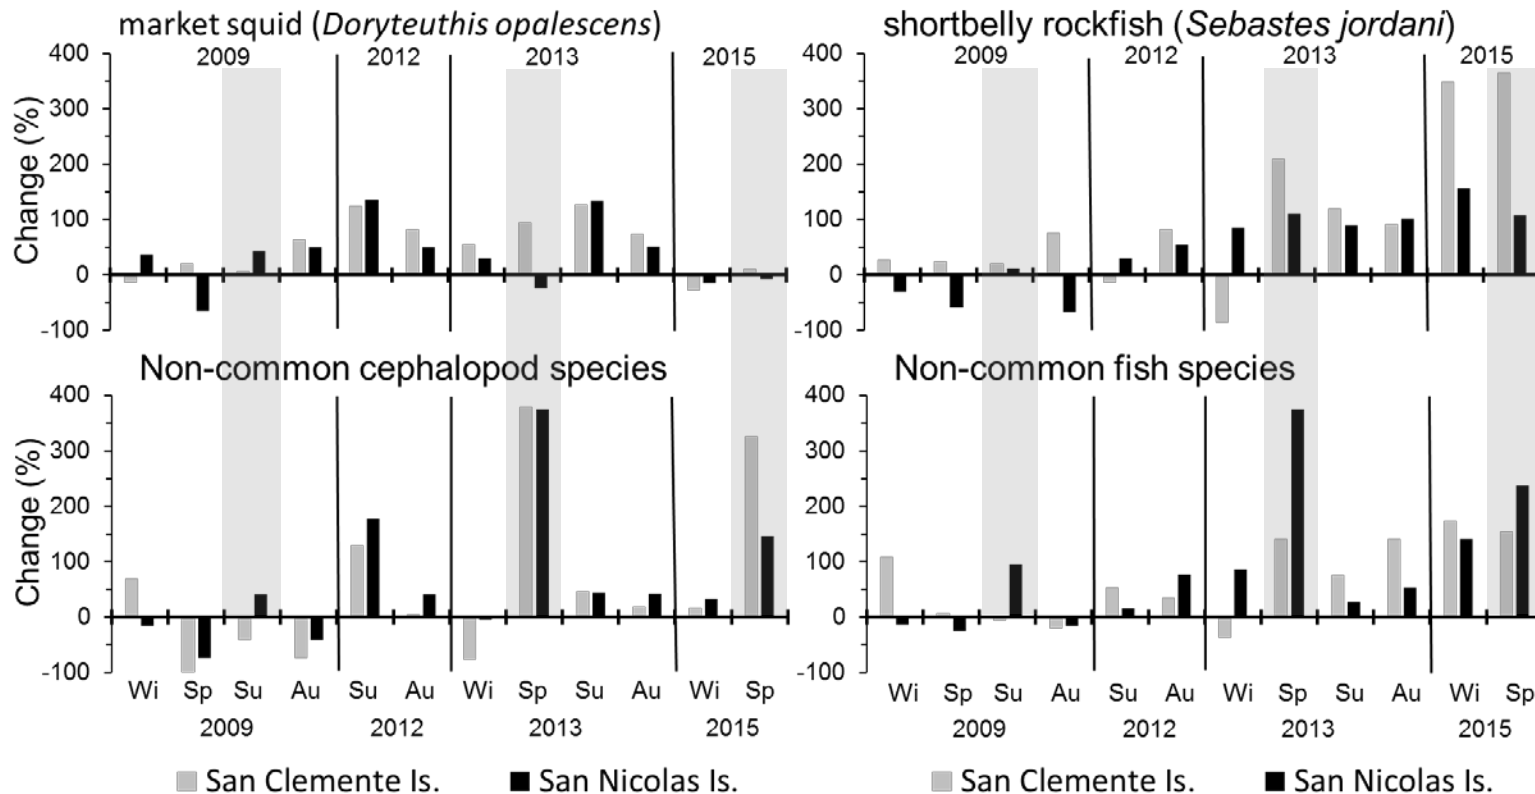 market squid (Doryteuthis opalescens)
400
300
200
100
0
-100
Change (%)
2009
2012
2013
2015
shortbelly rockfish (Sebastes jordani)
400
300
200
100
0
-100
2009
2012
2013
2015
Non-common cephalopod species
400
300
200
100
0
-100
Change (%)
Wi Sp Su Au Su Au Wi Sp Su Au Wi Sp
2009 2012 2013 2015
San Clemente Is. San Nicolas Is.
Non-common fish species
400
300
200
100
0
-100
Wi Sp Su Au Su Au Wi Sp Su Au Wi Sp
2009 2012 2013 2015
San Clemente Is. San Nicolas Is.